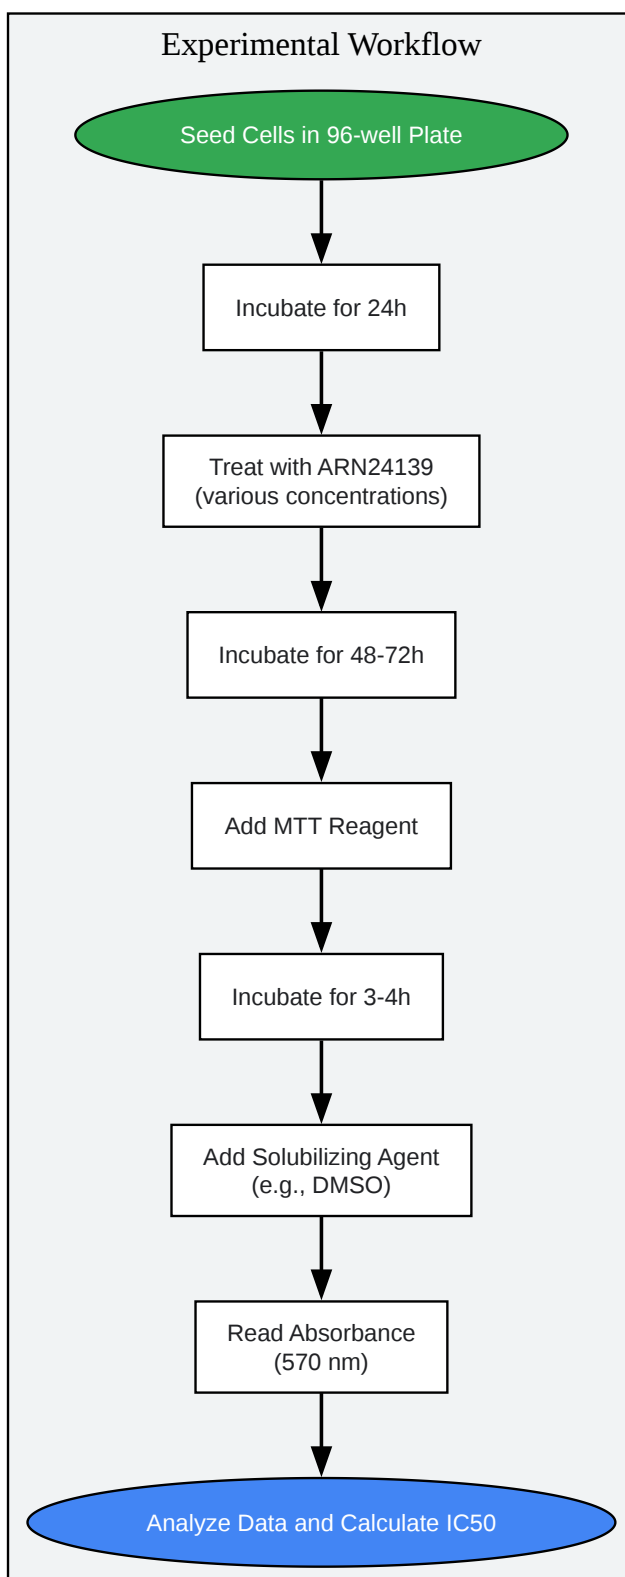 Experimental Workflow
Seed Cells in 96-well Plate
Incubate for 24h
Treat with ARN24139
(various concentrations)
Incubate for 48-72h
Add MTT Reagent
Incubate for 3-4h
Add Solubilizing Agent
(e.g., DMSO)
Read Absorbance
(570 nm)
Analyze Data and Calculate IC50